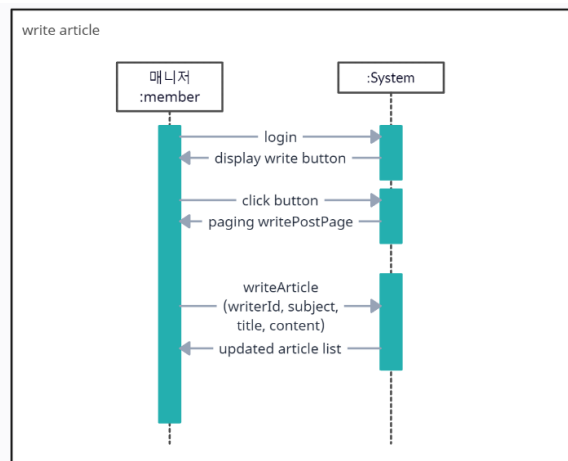 write article
매니저
:member
:System
login
display write button
click button
paging writePostPage
writeArticle
(writerId, subject,
title, content)
updated article list